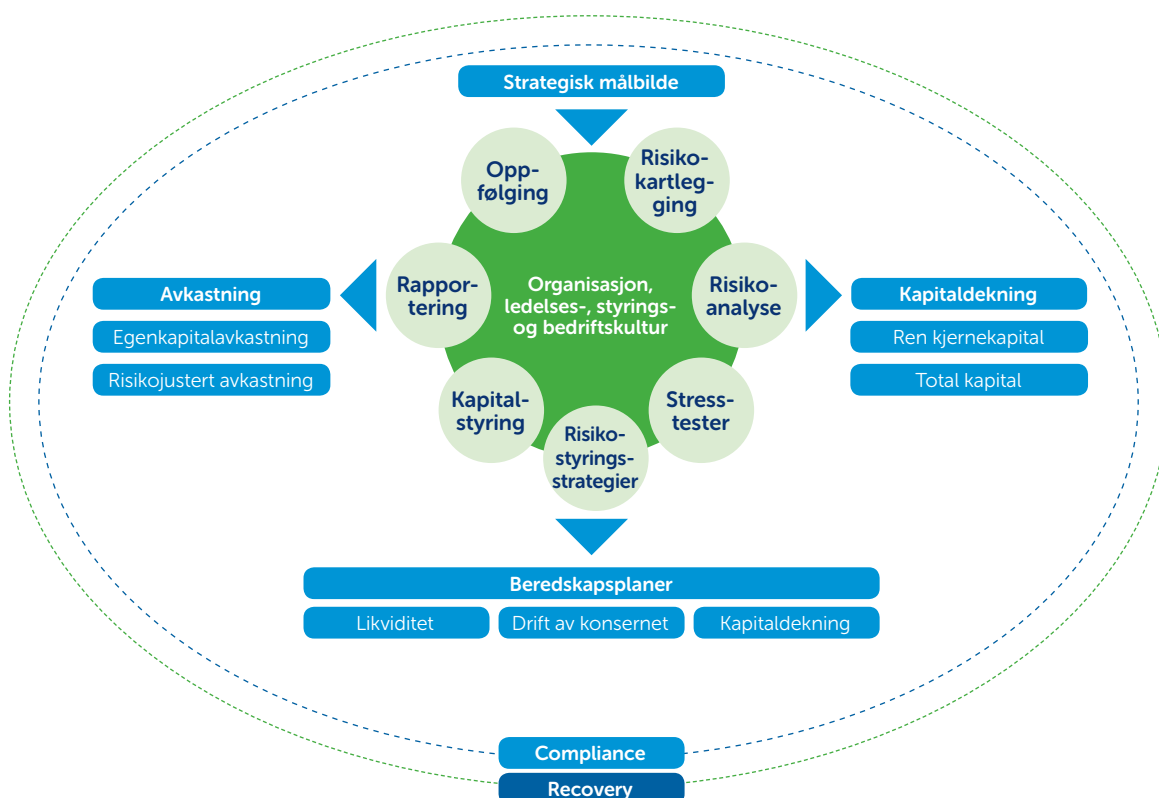 Strategisk målbilde
Opp-
følging
Risiko-
kartleg-
ging
Rappor-
tering
Organisasjon,
ledelses-, styrings-
og bedriftskultur
Risiko-
analyse
Avkastning
Egenkapitalavkastning
Risikojustert avkastning
Kapitaldekning
Ren kjernekapital
Total kapital
Kapital-
styring
Risiko-
styrings-
strategier
Stress-
tester
Beredskapsplaner
Likviditet
Drift av konsernet
Kapitaldekning
Compliance
Recovery